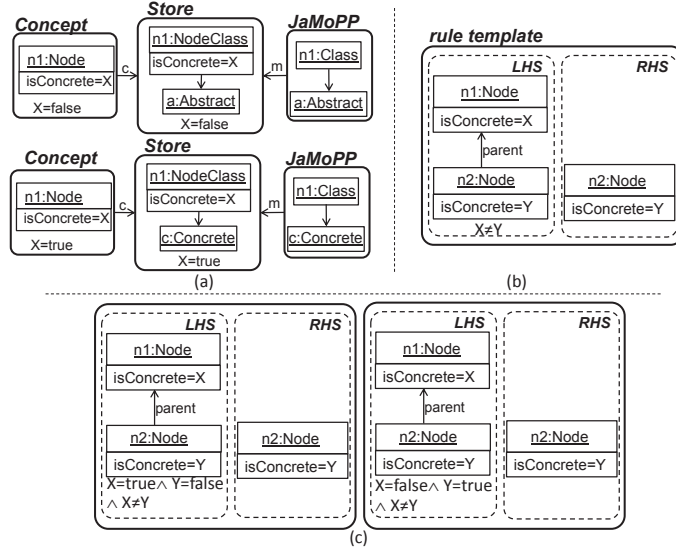 Concept
n1:Node
isConcrete=X
X=false
c
Store
n1:NodeClass
isConcrete=X
a:Abstract
X=false
m
JaMoPP
n1:Class
a:Abstract
Concept
n1:Node
isConcrete=X
X=true
c
Store
n1:NodeClass
isConcrete=X
c:Concrete
X=true
m
JaMoPP
n1:Class
c:Concrete
(a)
rule template
LHS
n1:Node
isConcrete=X
parent
n2:Node
isConcrete=Y
X≠Y
RHS
n2:Node
isConcrete=Y
(b)
LHS
n1:Node
isConcrete=X
parent
n2:Node
isConcrete=Y
X=true∧ Y=false
∧ X≠Y
RHS
n2:Node
isConcrete=Y
LHS
n1:Node
isConcrete=X
parent
n2:Node
isConcrete=Y
X=false∧ Y=true
∧ X≠Y
RHS
n2:Node
isConcrete=Y
(c)